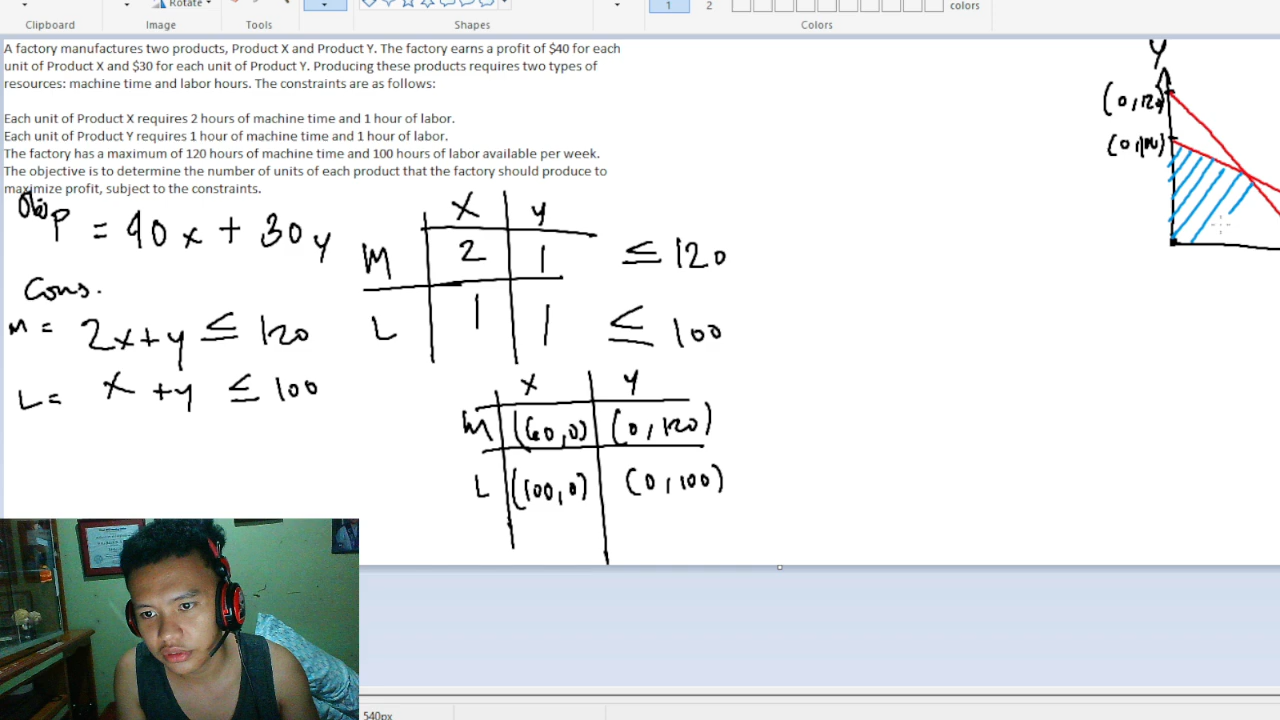 Rotate
1
2
colors
Clipboard
Image
Tools
Shapes
Colors
A factory manufactures two products, Product X and Product Y. The factory earns a profit of $40 for each
unit of Product X and $30 for each unit of Product Y. Producing these products requires two types of
resources: machine time and labor hours. The constraints are as follows:
Each unit of Product X requires 2 hours of machine time and 1 hour of labor.
Each unit of Product Y requires 1 hour of machine time and 1 hour of labor.
The factory has a maximum of 120 hours of machine time and 100 hours of labor available per week.
The objective is to determine the number of units of each product that the factory should produce to
maximize profit, subject to the constraints.
P = 40x + 30y
Cons.
M = 2x+y ≤ 120
L = x +y ≤ 100
X Y
M 2 1 ≤ 120
L 1 1 ≤ 100
X Y
M (60,0) (0,120)
L (100,0) (0,100)
Y
(0,120)
(0,100)
540px